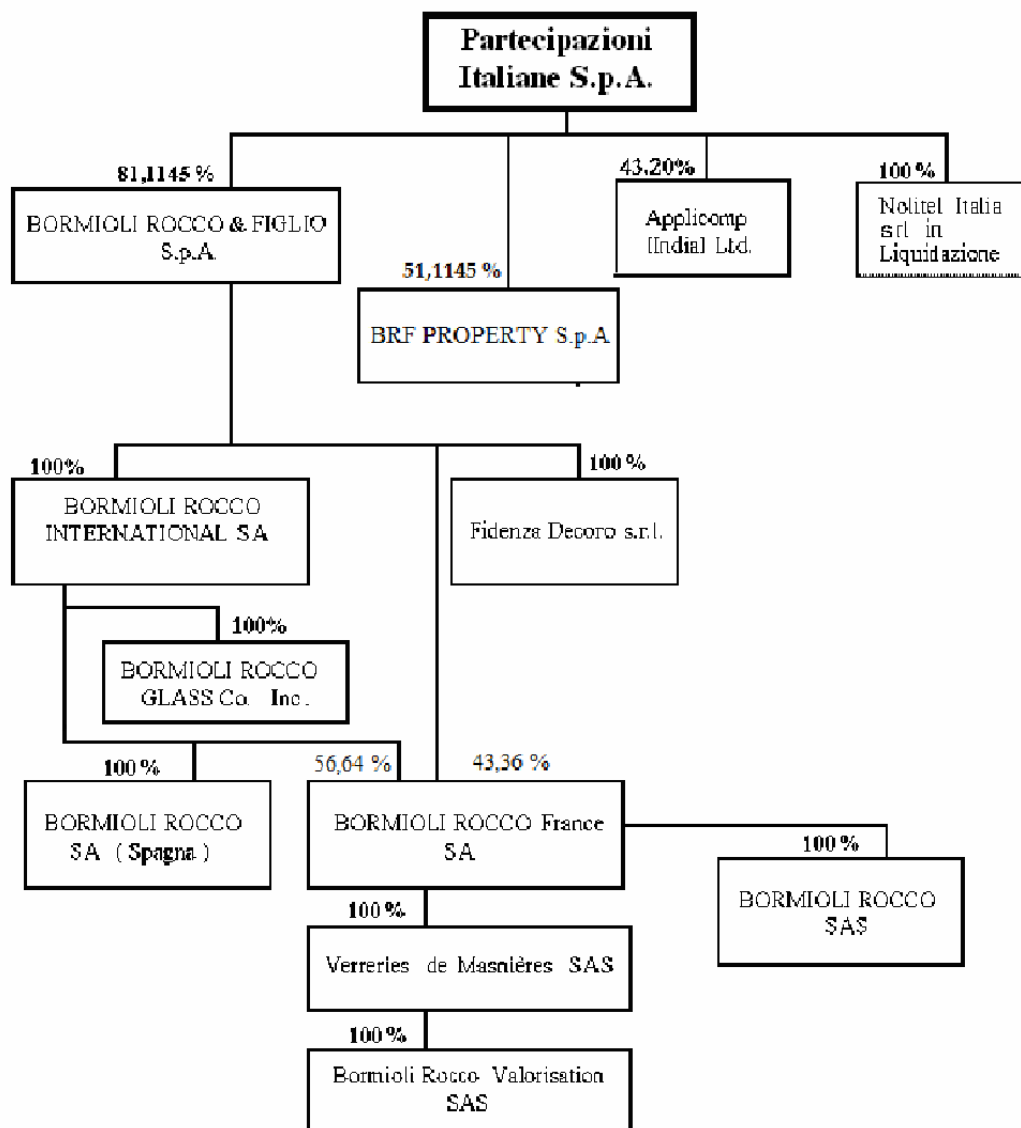 Partecipazioni
Italiane S.p.A.
81,1145 %
43,20%
100 %
BORMIOLI ROCCO & FIGLIO
S.p.A.
Applicomp
(India) Ltd.
Nolitel Italia
srl in
Liquidazione
51,1145 %
BRF PROPERTY S.p.A
100%
100 %
BORMIOLI ROCCO
INTERNATIONAL SA
Fidenza Decoro s.r.l.
100%
BORMIOLI ROCCO
GLASS Co. Inc.
100 %
56,64 %
43,36 %
BORMIOLI ROCCO
SA ( Spagna )
BORMIOLI ROCCO France
SA
100 %
BORMIOLI ROCCO
SAS
100 %
Verreries de Masnières SAS
100 %
Bormioli Rocco Valorisation
SAS